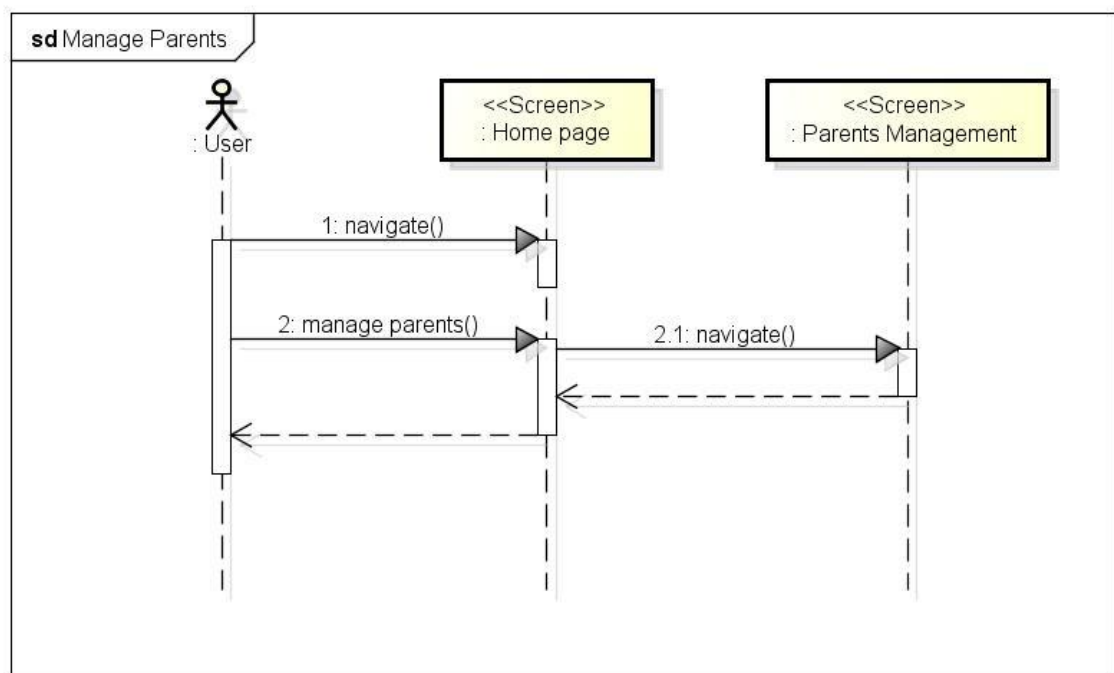 sd Manage Parents
<<Screen>>
: Home page
<<Screen>>
: Parents Management
: User
1: navigate()
2: manage parents()
2.1: navigate()